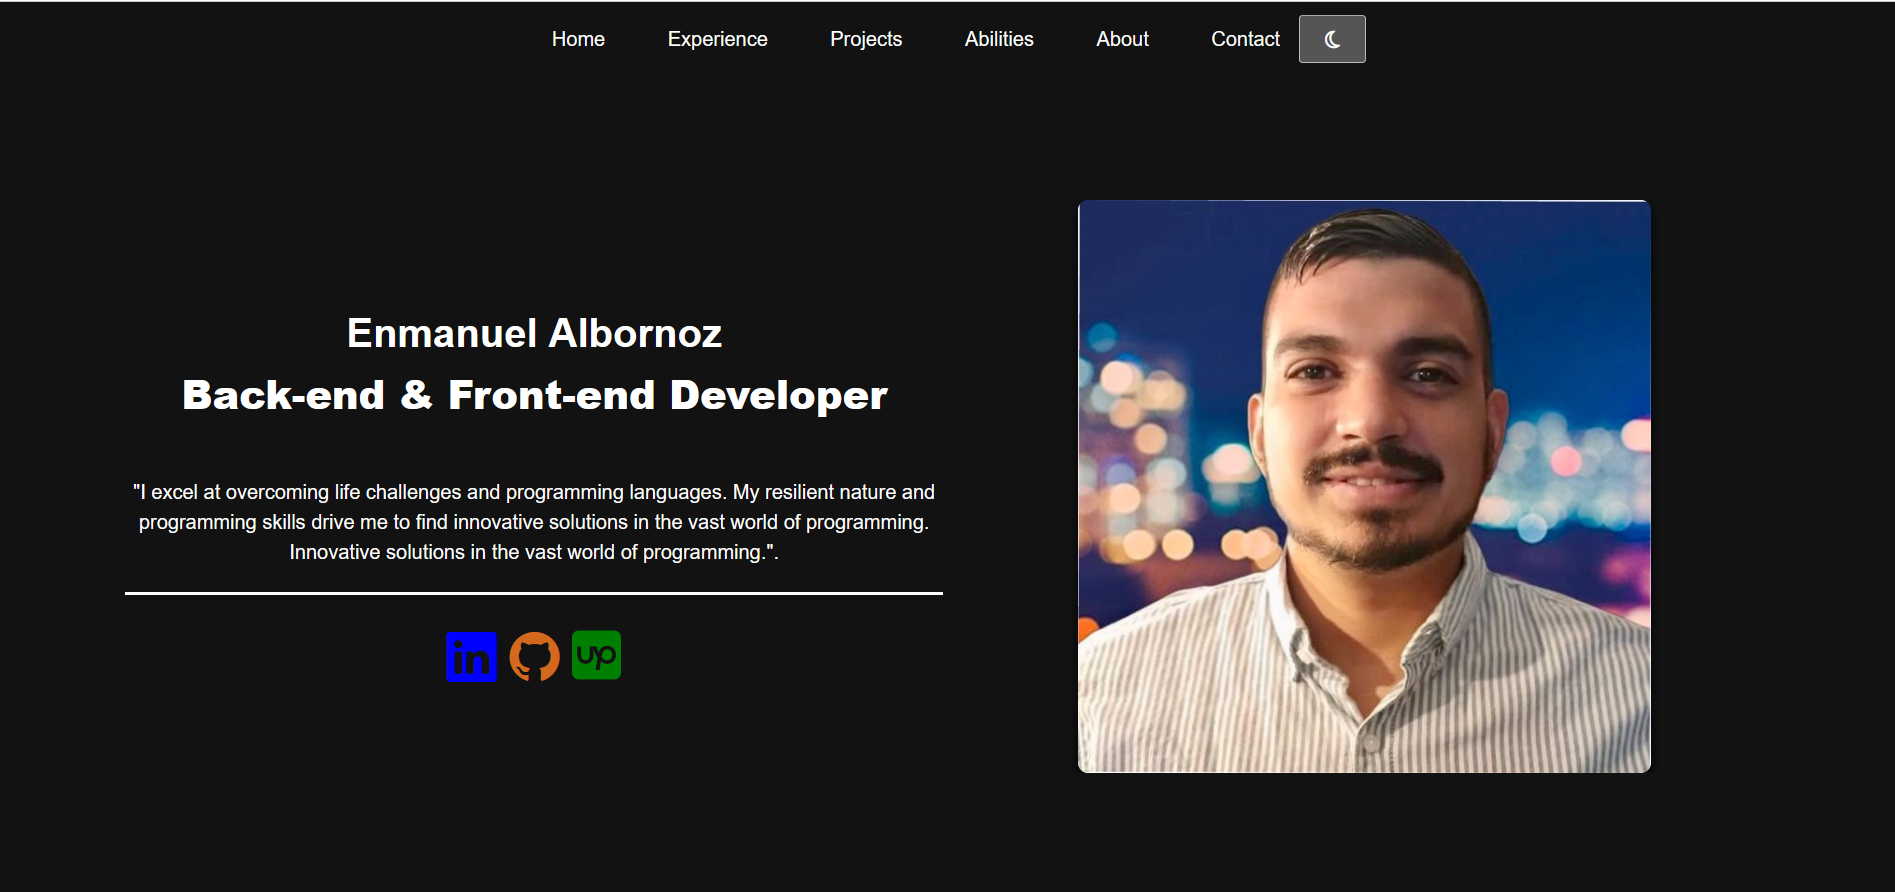 Home Experience Projects Abilities About Contact
Enmanuel Albornoz
Back-end & Front-end Developer
"I excel at overcoming life challenges and programming languages. My resilient nature and
programming skills drive me to find innovative solutions in the vast world of programming.
Innovative solutions in the vast world of programming.".
in up